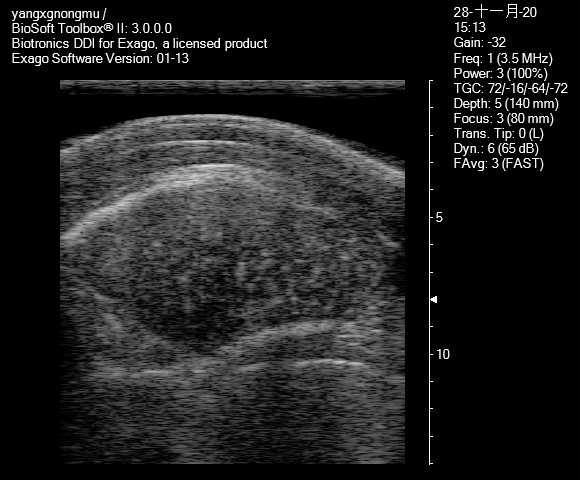 yangxgnongmu /
BioSoft Toolbox® II: 3.0.0.0
Biotronics DDI for Exago, a licensed product
Exago Software Version: 01-13
28-十一月-20
15:13
Gain: -32
Freq: 1 (3.5 MHz)
Power: 3 (100%)
TGC: 72/-16/-64/-72
Depth: 5 (140 mm)
Focus: 3 (80 mm)
Trans. Tip: 0 (L)
Dyn.: 6 (65 dB)
FAvg: 3 (FAST)
5
10